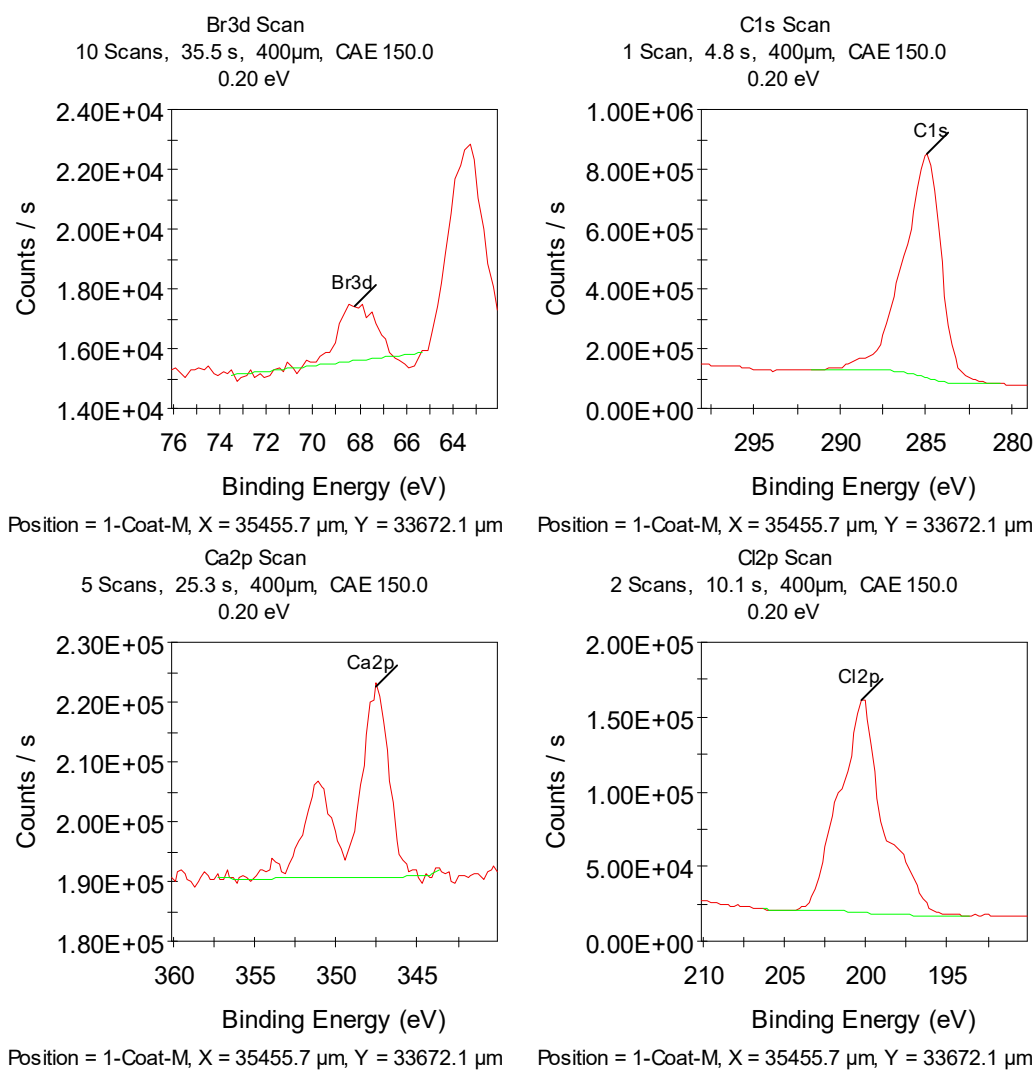 Br3d Scan
10 Scans, 35.5 s, 400µm, CAE 150.0
0.20 eV
2.40E+04
2.20E+04
2.00E+04
1.80E+04
1.60E+04
1.40E+04
Counts / s
Br3d
76 74 72 70 68 66 64
Binding Energy (eV)
Position = 1-Coat-M, X = 35455.7 µm, Y = 33672.1 µm
C1s Scan
1 Scan, 4.8 s, 400µm, CAE 150.0
0.20 eV
1.00E+06
8.00E+05
6.00E+05
4.00E+05
2.00E+05
0.00E+00
Counts / s
C1s
295 290 285 280
Binding Energy (eV)
Position = 1-Coat-M, X = 35455.7 µm, Y = 33672.1 µm
Ca2p Scan
5 Scans, 25.3 s, 400µm, CAE 150.0
0.20 eV
2.30E+05
2.20E+05
2.10E+05
2.00E+05
1.90E+05
1.80E+05
Counts / s
Ca2p
360 355 350 345
Binding Energy (eV)
Position = 1-Coat-M, X = 35455.7 µm, Y = 33672.1 µm
Cl2p Scan
2 Scans, 10.1 s, 400µm, CAE 150.0
0.20 eV
2.00E+05
1.50E+05
1.00E+05
5.00E+04
0.00E+00
Counts / s
Cl2p
210 205 200 195
Binding Energy (eV)
Position = 1-Coat-M, X = 35455.7 µm, Y = 33672.1 µm